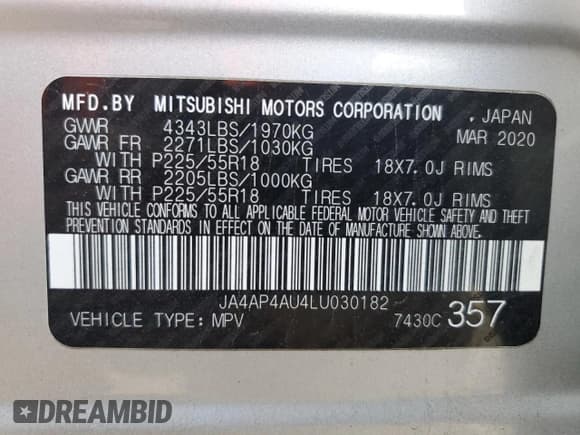 MFD.BY MITSUBISHI MOTORS CORPORATION , JAPAN
GVWR 4343LBS/1970KG MAR 2020
GAWR FR 2271LBS/1030KG
WITH P225/55R18 TIRES 18X7.0J RIMS
GAWR RR 2205LBS/1000KG
WITH P225/55R18 TIRES 18X7.0J RIMS
THIS VEHICLE CONFORMS TO ALL APPLICABLE FEDERAL MOTOR VEHICLE SAFETY AND THEFT
PREVENTION STANDARDS IN EFFECT ON THE DATE OF MANUFACTURE SHOWN ABOVE.
JA4AP4AU4LU030182
VEHICLE TYPE: MPV 7430C 357
DREAMBID